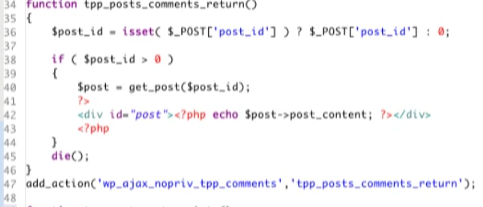 34 function tpp_posts_comments_return()
35 {
36 $post_id = isset( $_POST['post_id'] ) ? $_POST['post_id'] : 0;
37
38 if ( $post_id > 0 )
39 {
40 $post = get_post($post_id);
41 ?>
42 <div id="post"><?php echo $post->post_content; ?></div>
43 <?php
44 }
45 die();
46 }
47 add_action('wp_ajax_nopriv_tpp_comments','tpp_posts_comments_return');
48